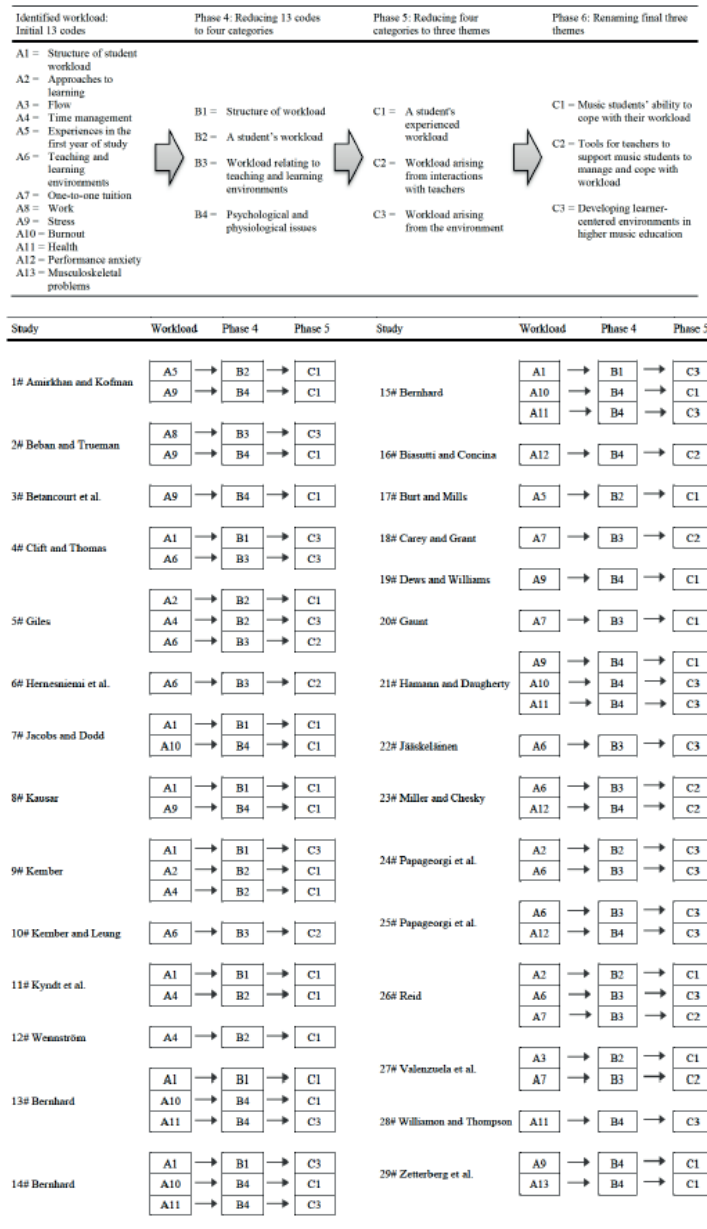 Identified workload:
Initial 13 codes
Phase 4: Reducing 13 codes
to four categories
Phase 5: Reducing four
categories to three themes
Phase 6: Renaming final three
themes
A1 = Structure of student
workload
A2 = Approaches to
learning
A3 = Flow
A4 = Time management
A5 = Experiences in the
first year of study
A6 = Teaching and
learning
environments
A7 = One-to-one tuition
A8 = Work
A9 = Stress
A10 = Burnout
A11 = Health
A12 = Performance anxiety
A13 = Musculoskeletal
problems
B1 = Structure of workload
B2 = A student's workload
B3 = Workload relating to
teaching and learning
environments
B4 = Psychological and
physiological issues
C1 = A student's
experienced
workload
C2 = Workload arising
from interactions
with teachers
C3 = Workload arising
from the environment
C1 = Music students' ability to
cope with their workload
C2 = Tools for teachers to
support music students to
manage and cope with
workload
C3 = Developing learner-
centered environments in
higher music education
Study Workload Phase 4 Phase 5
1# Amirkhan and Kofman
A5 → B2 → C1
A9 → B4 → C1
2# Beban and Trueman
A8 → B3 → C3
A9 → B4 → C1
3# Betancourt et al.
A9 → B4 → C1
4# Clift and Thomas
A1 → B1 → C3
A6 → B3 → C3
5# Giles
A2 → B2 → C1
A4 → B2 → C3
A6 → B3 → C2
6# Hernesniemi et al.
A6 → B3 → C2
7# Jacobs and Dodd
A1 → B1 → C1
A10 → B4 → C1
8# Kausar
A1 → B1 → C1
A9 → B4 → C1
9# Kember
A1 → B1 → C3
A2 → B2 → C1
A4 → B2 → C1
10# Kember and Leung
A6 → B3 → C2
11# Kyndt et al.
A1 → B1 → C1
A4 → B2 → C1
12# Wennström
A4 → B2 → C1
13# Bernhard
A1 → B1 → C1
A10 → B4 → C1
A11 → B4 → C3
14# Bernhard
A1 → B1 → C3
A10 → B4 → C1
A11 → B4 → C3
Study Workload Phase 4 Phase 5
15# Bernhard
A1 → B1 → C3
A10 → B4 → C1
A11 → B4 → C3
16# Biasutti and Concina
A12 → B4 → C2
17# Burt and Mills
A5 → B2 → C1
18# Carey and Grant
A7 → B3 → C2
19# Dews and Williams
A9 → B4 → C1
20# Gaunt
A7 → B3 → C1
21# Hamann and Daugherty
A9 → B4 → C1
A10 → B4 → C3
A11 → B4 → C3
22# Jääskeläinen
A6 → B3 → C3
23# Miller and Chesky
A6 → B3 → C2
A12 → B4 → C2
24# Papageorgi et al.
A2 → B2 → C3
A6 → B3 → C3
25# Papageorgi et al.
A6 → B3 → C3
A12 → B4 → C3
26# Reid
A2 → B2 → C1
A6 → B3 → C3
A7 → B3 → C2
27# Valenzuela et al.
A3 → B2 → C1
A7 → B3 → C2
28# Williamon and Thompson
A11 → B4 → C3
29# Zetterberg et al.
A9 → B4 → C1
A13 → B4 → C1